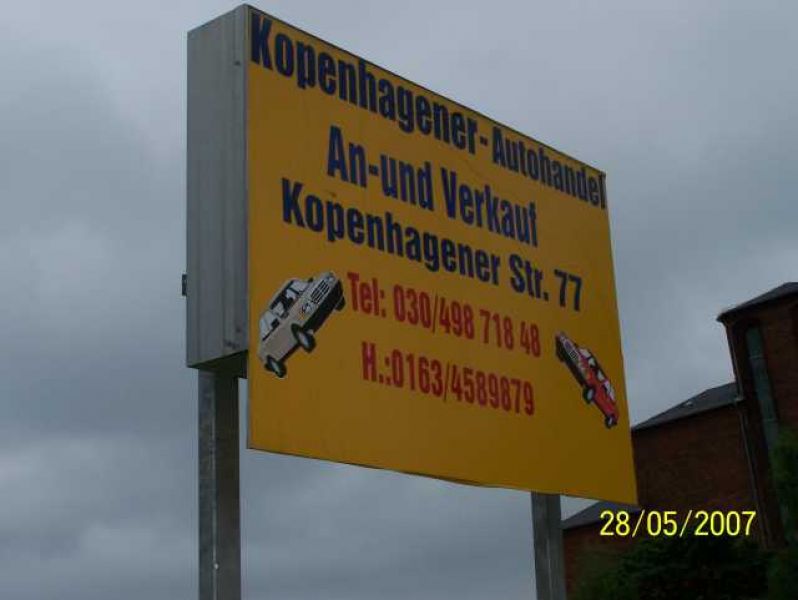 Kopenhagener-Autohandel
An-und Verkauf
Kopenhagener Str. 77
Tel: 030/498 718 48
H.:0163/4589879
28/05/2007